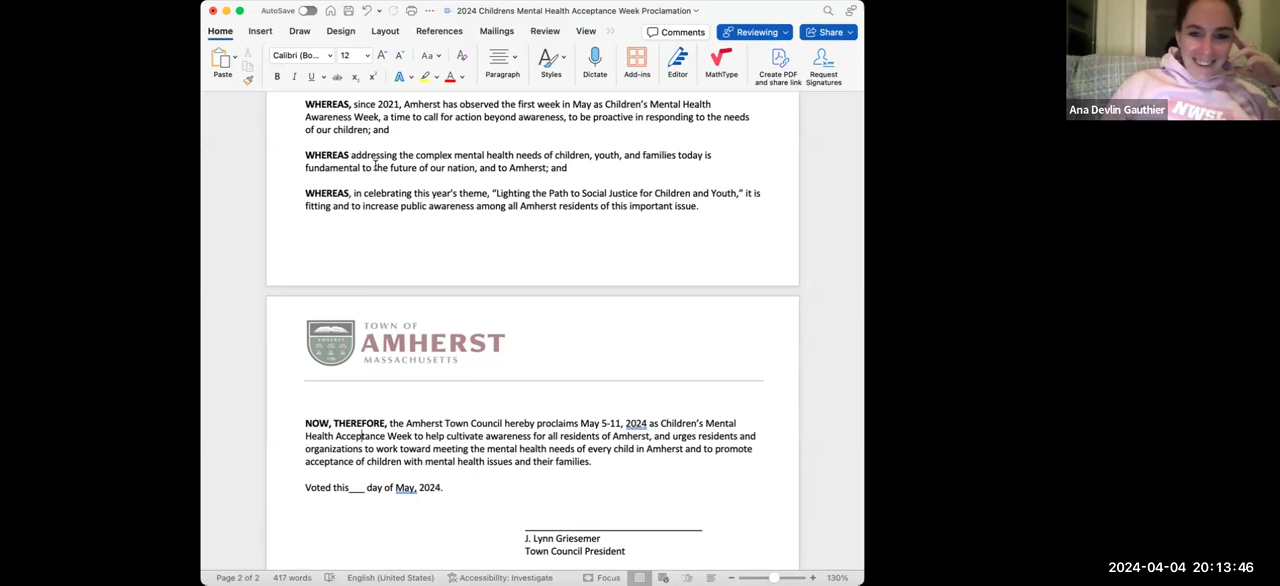 AutoSave
2024 Childrens Mental Health Acceptance Week Proclamation
Home Insert Draw Design Layout References Mailings Review View >> Comments Reviewing Share
Paste
Calibri (Bo... 12 A A Aa A
B I U ab x₂ x² A A
Paragraph
Styles
Dictate
Add-ins
Editor
MathType
Create PDF
and share link
Request
Signatures
WHEREAS, since 2021, Amherst has observed the first week in May as Children's Mental Health
Awareness Week, a time to call for action beyond awareness, to be proactive in responding to the needs
of our children; and
WHEREAS addressing the complex mental health needs of children, youth, and families today is
fundamental to the future of our nation, and to Amherst; and
WHEREAS, in celebrating this year's theme, "Lighting the Path to Social Justice for Children and Youth," it is
fitting and to increase public awareness among all Amherst residents of this important issue.
TOWN OF
AMHERST
MASSACHUSETTS
NOW, THEREFORE, the Amherst Town Council hereby proclaims May 5-11, 2024 as Children's Mental
Health Acceptance Week to help cultivate awareness for all residents of Amherst, and urges residents and
organizations to work toward meeting the mental health needs of every child in Amherst and to promote
acceptance of children with mental health issues and their families.
Voted this___ day of May, 2024.
J. Lynn Griesemer
Town Council President
Page 2 of 2 417 words English (United States) Accessibility: Investigate Focus 130%
Ana Devlin Gauthier
2024-04-04 20:13:46